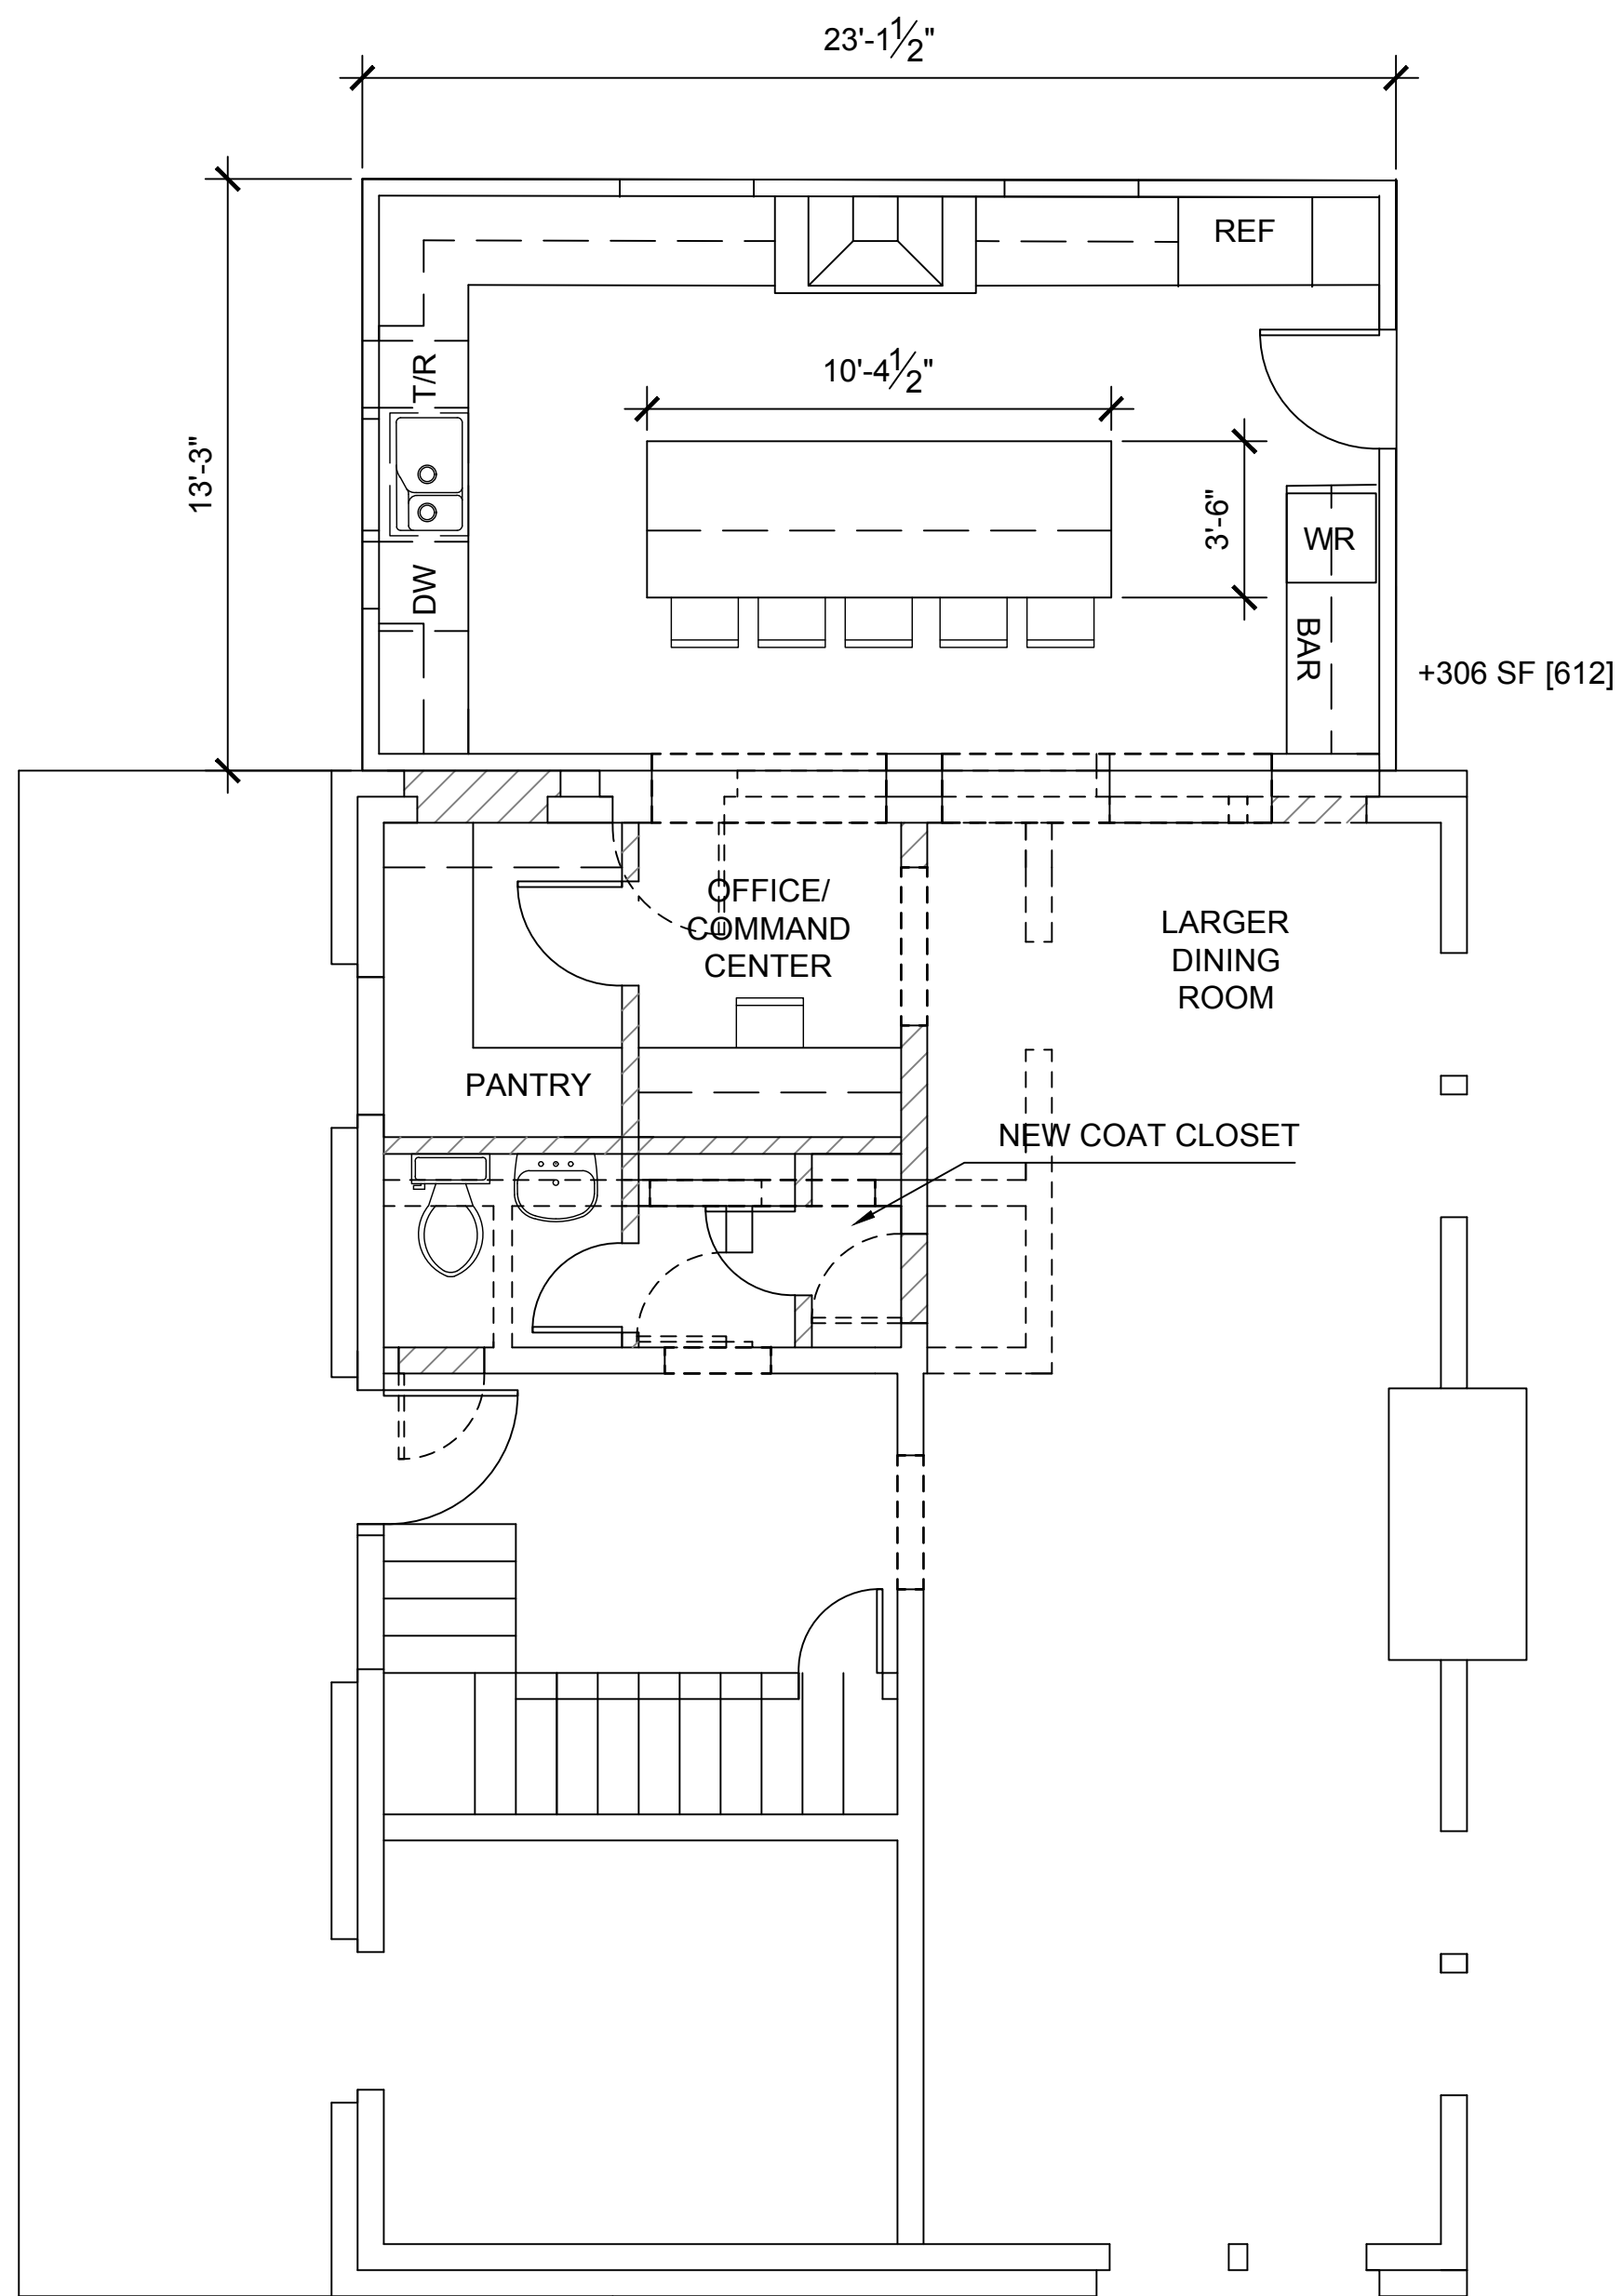 23'-1½"
REF
T/R
10'-4½"
13'-3"
3'-6"
WR
DW
BAR
+306 SF [612]
OFFICE/
COMMAND
CENTER
LARGER
DINING
ROOM
PANTRY
NEW COAT CLOSET